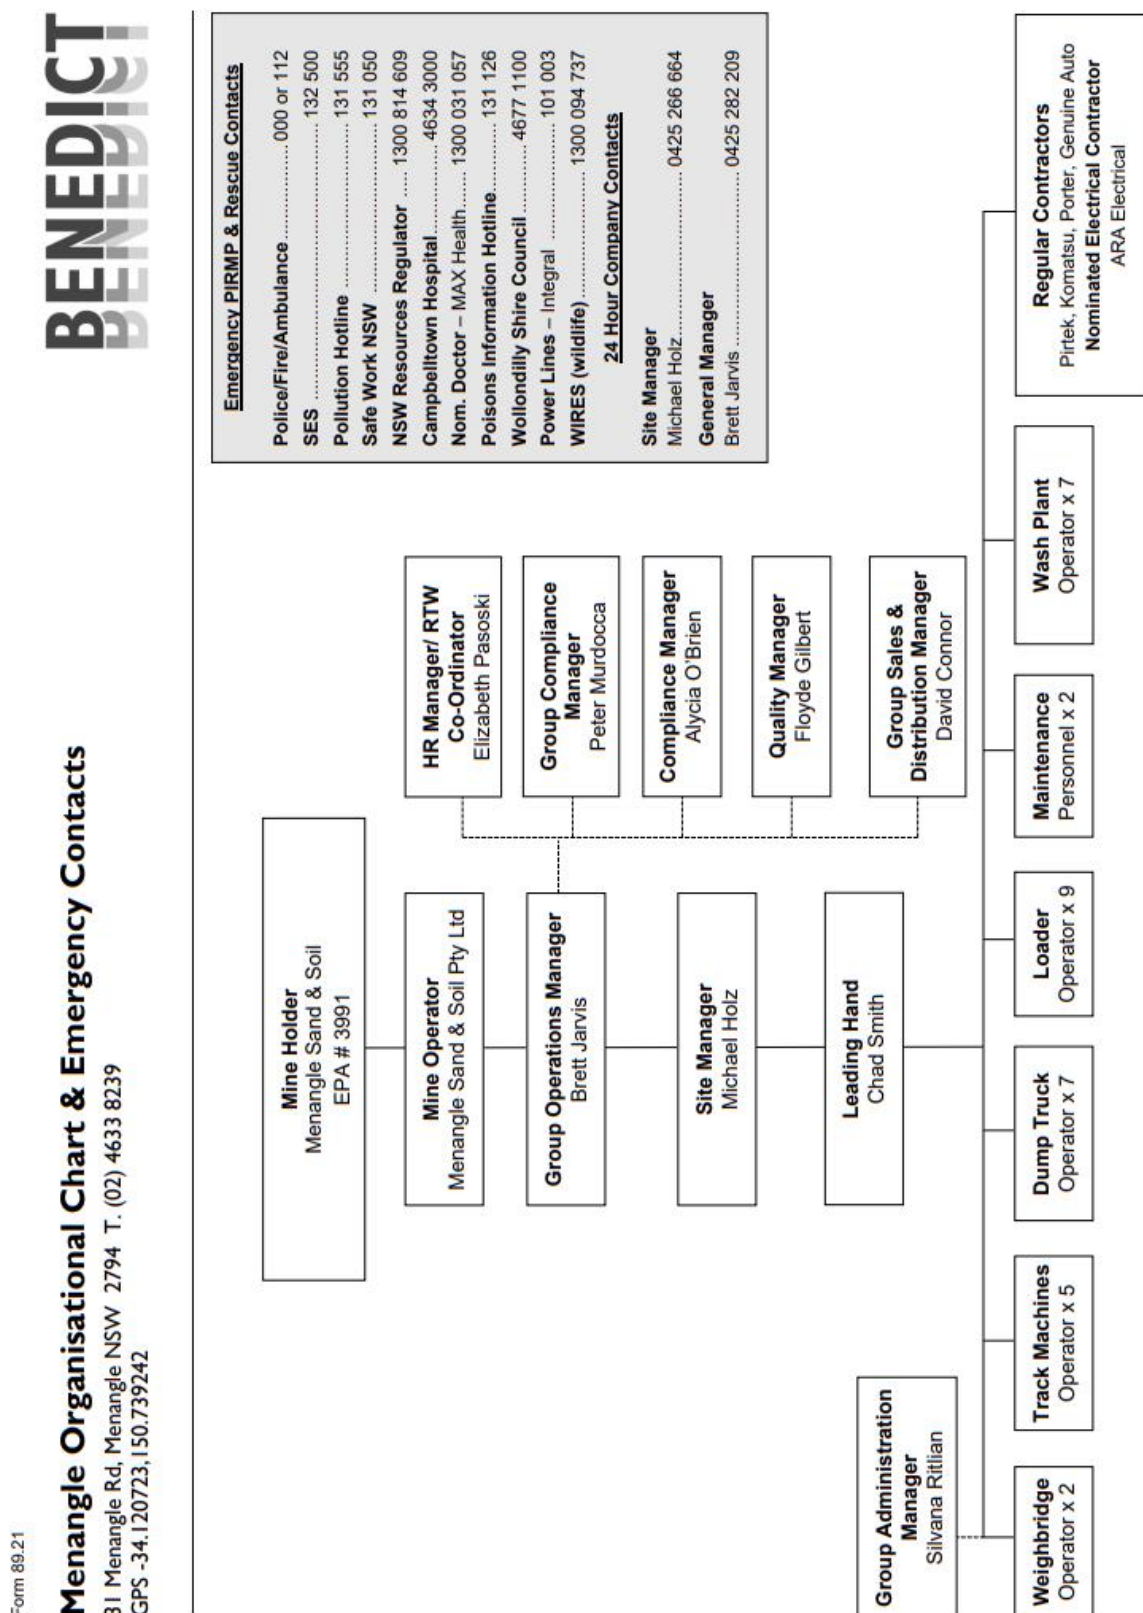 Form 89.21
Menangle Organisational Chart & Emergency Contacts
31 Menangle Rd, Menangle NSW 2794 T. (02) 4633 8239
GPS -34.120723,150.739242
BENEDICT
Emergency PIRMP & Rescue Contacts
Police/Fire/Ambulance ................ 000 or 112
SES ................ 132 500
Pollution Hotline ................ 131 555
Safe Work NSW ................ 131 050
NSW Resources Regulator ...... 1300 814 609
Campbelltown Hospital ................ 4634 3000
Nom. Doctor – MAX Health ....... 1300 031 057
Poisons Information Hotline ............ 131 126
Wollondilly Shire Council ............ 4677 1100
Power Lines – Integral ................ 101 003
WIRES (wildlife) ................ 1300 094 737
24 Hour Company Contacts
Site Manager
Michael Holz ................ 0425 266 664
General Manager
Brett Jarvis ................ 0425 282 209
Mine Holder
Menangle Sand & Soil
EPA # 3991
Mine Operator
Menangle Sand & Soil Pty Ltd
Group Operations Manager
Brett Jarvis
HR Manager/ RTW
Co-Ordinator
Elizabeth Pasoski
Group Compliance
Manager
Peter Murdocca
Compliance Manager
Alycia O'Brien
Quality Manager
Floyde Gilbert
Group Sales &
Distribution Manager
David Connor
Site Manager
Michael Holz
Leading Hand
Chad Smith
Group Administration
Manager
Silvana Ritlian
Weighbridge
Operator x 2
Track Machines
Operator x 5
Dump Truck
Operator x 7
Loader
Operator x 9
Maintenance
Personnel x 2
Wash Plant
Operator x 7
Regular Contractors
Pirtek, Komatsu, Porter, Genuine Auto
Nominated Electrical Contractor
ARA Electrical